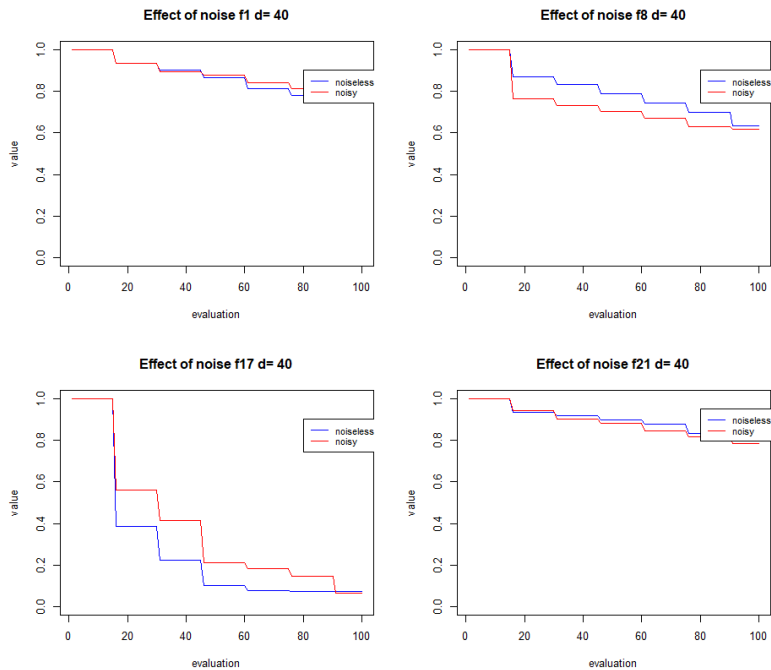 Effect of noise f1 d= 40
value
1.0
0.8
0.6
0.4
0.2
0.0
noiseless
noisy
0 20 40 60 80 100
evaluation
Effect of noise f8 d= 40
value
1.0
0.8
0.6
0.4
0.2
0.0
noiseless
noisy
0 20 40 60 80 100
evaluation
Effect of noise f17 d= 40
value
1.0
0.8
0.6
0.4
0.2
0.0
noiseless
noisy
0 20 40 60 80 100
evaluation
Effect of noise f21 d= 40
value
1.0
0.8
0.6
0.4
0.2
0.0
noiseless
noisy
0 20 40 60 80 100
evaluation